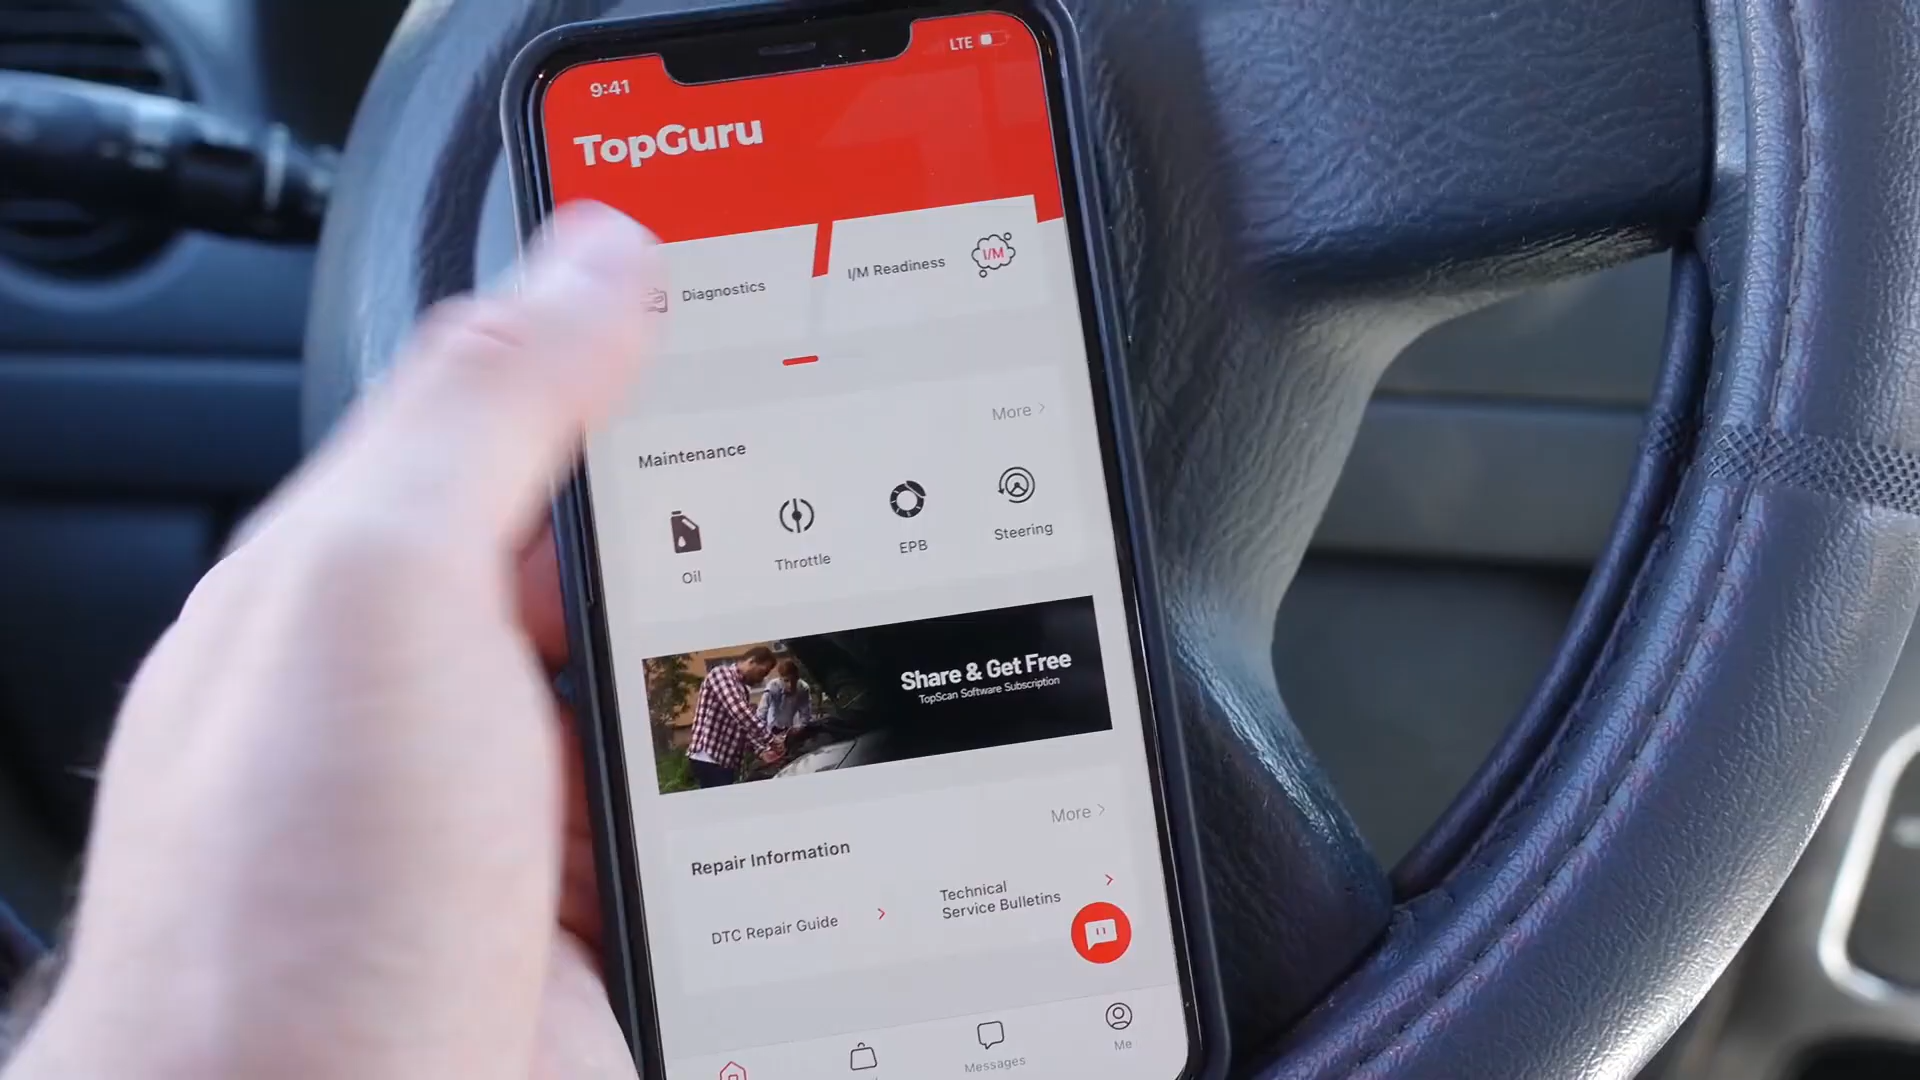 9:41
LTE
TopGuru
Diagnostics
I/M Readiness
I/M
More
Maintenance
Oil
Throttle
EPB
Steering
Share & Get Free
TopScan Software Subscription
More
Repair Information
DTC Repair Guide
Technical
Service Bulletins
Messages
Me